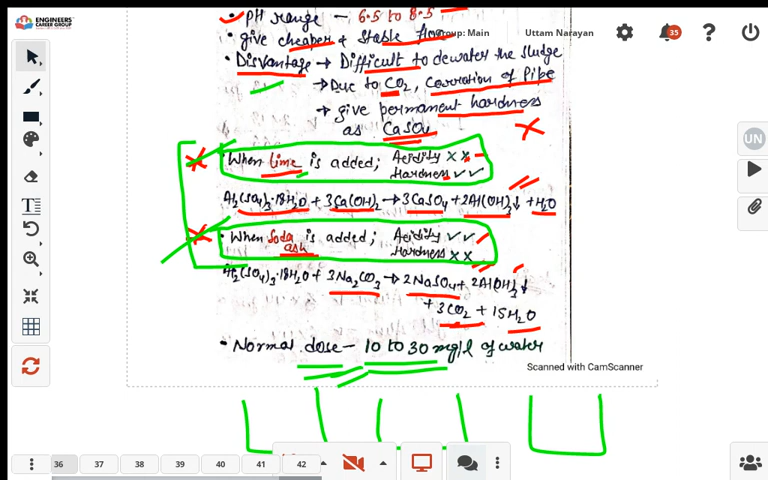 ENGINEERS
CAREER GROUP
Group: Main
Uttam Narayan
35
• PH range - 6.5 to 8.5
• give cheaper & stable floc
• Disvantage → Difficult to dewater the sludge
→ Due to CO2, Corrotion of Pipe
→ give permanent hardness
as CaSO4
When lime is added; Acidity X X
Hardness ✓✓
Al2(SO4)3·18H2O + 3Ca(OH)2 → 3CaSO4 + 2Al(OH)3↓ + H2O
• When Soda ash is added; Acidity ✓✓
Hardness X X
Al2(SO4)3·18H2O + 3Na2CO3 → 2NaSO4 + 2Al(OH)3↓
+ 3CO2 + 15H2O
• Normal dose - 10 to 30 mg/l of water
Scanned with CamScanner
UN
36 37 38 39 40 41 42